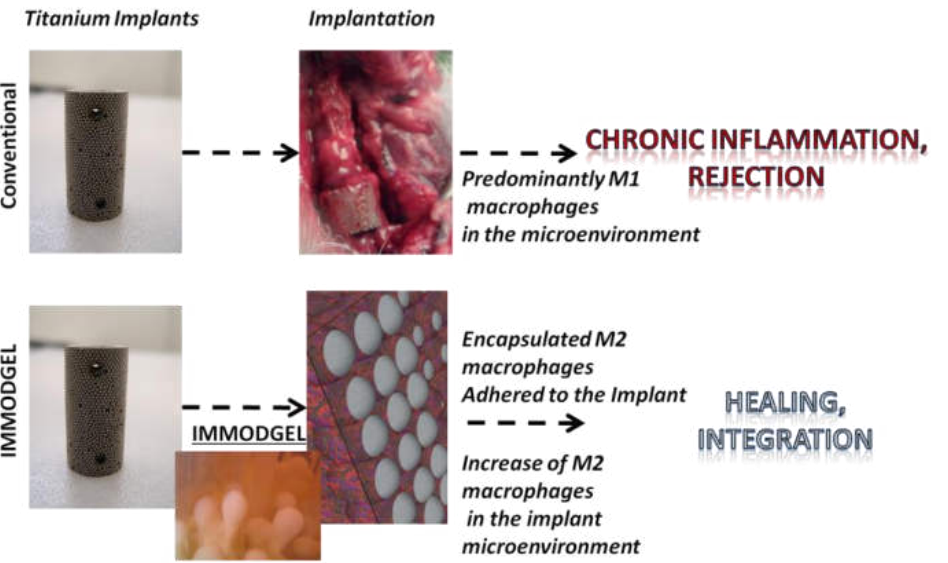 Titanium Implants
Implantation
Conventional
Predominantly M1
macrophages
in the microenvironment
CHRONIC INFLAMMATION,
REJECTION
IMMODGEL
IMMODGEL
Encapsulated M2
macrophages
Adhered to the Implant
Increase of M2
macrophages
in the implant
microenvironment
HEALING,
INTEGRATION